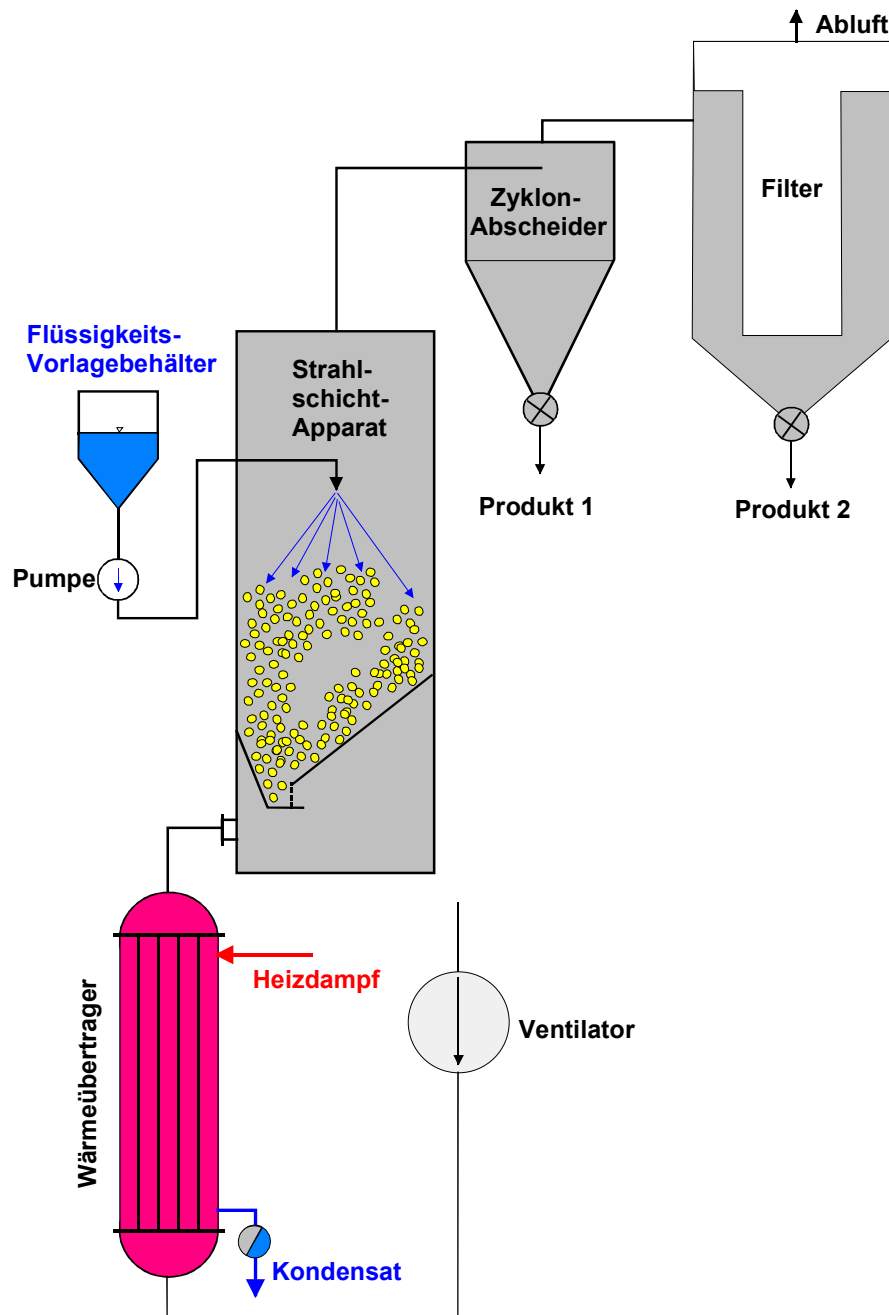 Abluft
Zyklon-
Abscheider
Filter
Flüssigkeits-
Vorlagebehälter
Strahl-
schicht-
Apparat
Produkt 1
Produkt 2
Pumpe
Heizdampf
Ventilator
Wärmeübertrager
Kondensat